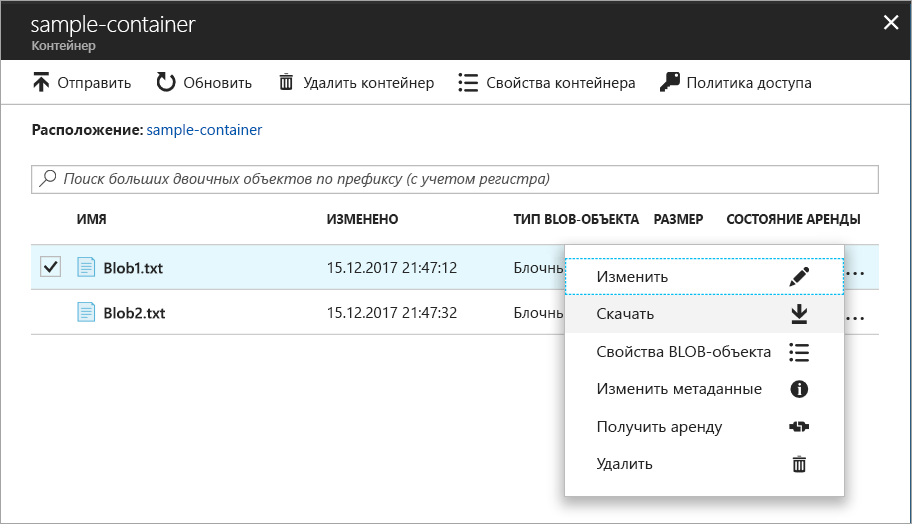 sample-container
Контейнер
Отправить Обновить Удалить контейнер Свойства контейнера Политика доступа
Расположение: sample-container
Поиск больших двоичных объектов по префиксу (с учетом регистра)
ИМЯ ИЗМЕНЕНО ТИП BLOB-ОБЪЕКТА РАЗМЕР СОСТОЯНИЕ АРЕНДЫ
Blob1.txt 15.12.2017 21:47:12 ...
Blob2.txt 15.12.2017 21:47:32 ...
Изменить
Скачать
Свойства BLOB-объекта
Изменить метаданные
Получить аренду
Удалить